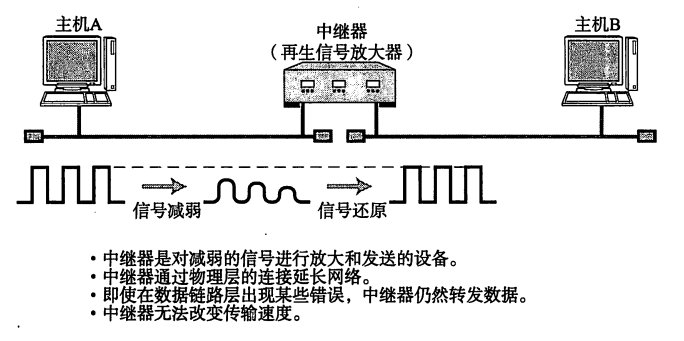 主机A
中继器
（再生信号放大器）
主机B
信号减弱
信号还原
・中继器是对减弱的信号进行放大和发送的设备。
・中继器通过物理层的连接延长网络。
・即使在数据链路层出现某些错误，中继器仍然转发数据。
・中继器无法改变传输速度。